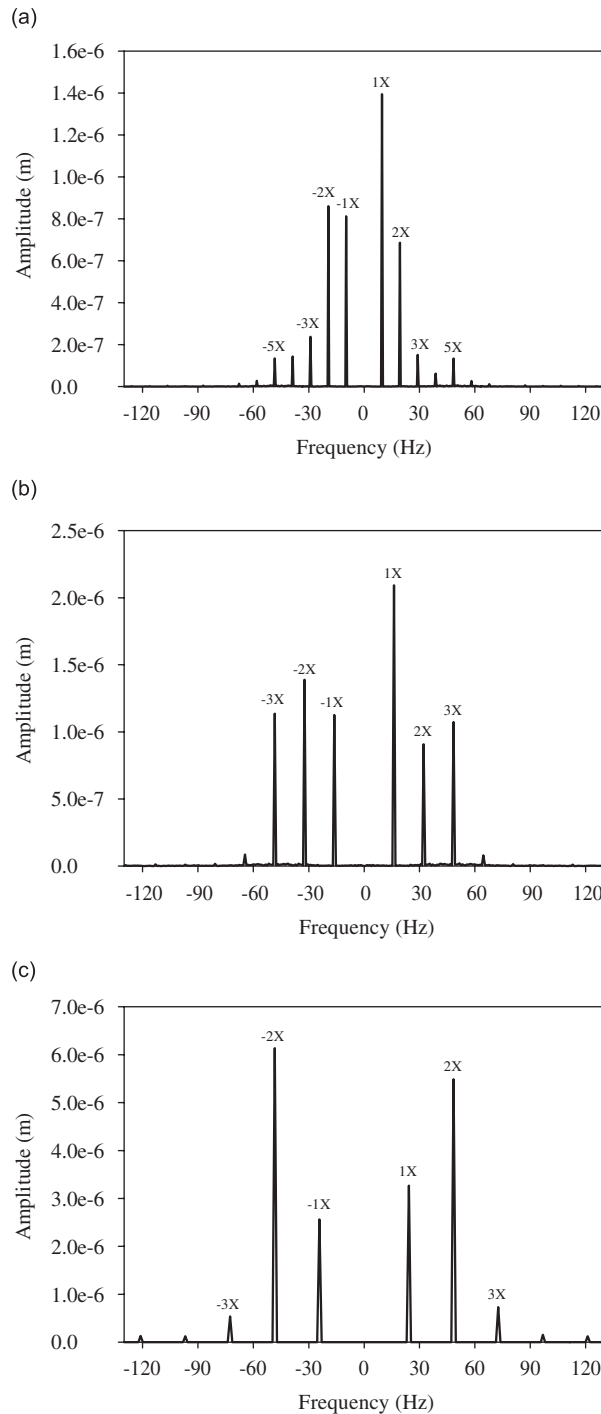 (a)
1.6e-6
1.4e-6
1.2e-6
1.0e-6
8.0e-7
6.0e-7
4.0e-7
2.0e-7
0.0
Amplitude (m)
1X
-2X
-1X
2X
-3X
-5X
3X
5X
-120 -90 -60 -30 0 30 60 90 120
Frequency (Hz)
(b)
2.5e-6
2.0e-6
1.5e-6
1.0e-6
5.0e-7
0.0
Amplitude (m)
1X
-2X
-3X
-1X
2X
3X
-120 -90 -60 -30 0 30 60 90 120
Frequency (Hz)
(c)
7.0e-6
6.0e-6
5.0e-6
4.0e-6
3.0e-6
2.0e-6
1.0e-6
0.0
Amplitude (m)
-2X
2X
1X
-1X
-3X
3X
-120 -90 -60 -30 0 30 60 90 120
Frequency (Hz)